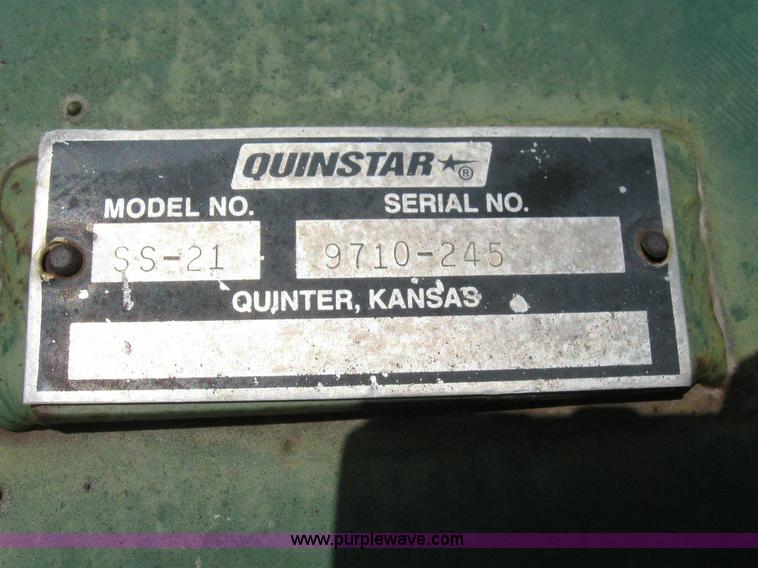 QUINSTAR ®
MODEL NO. SERIAL NO.
SS-21 9710-245
QUINTER, KANSAS
www.purplewave.com